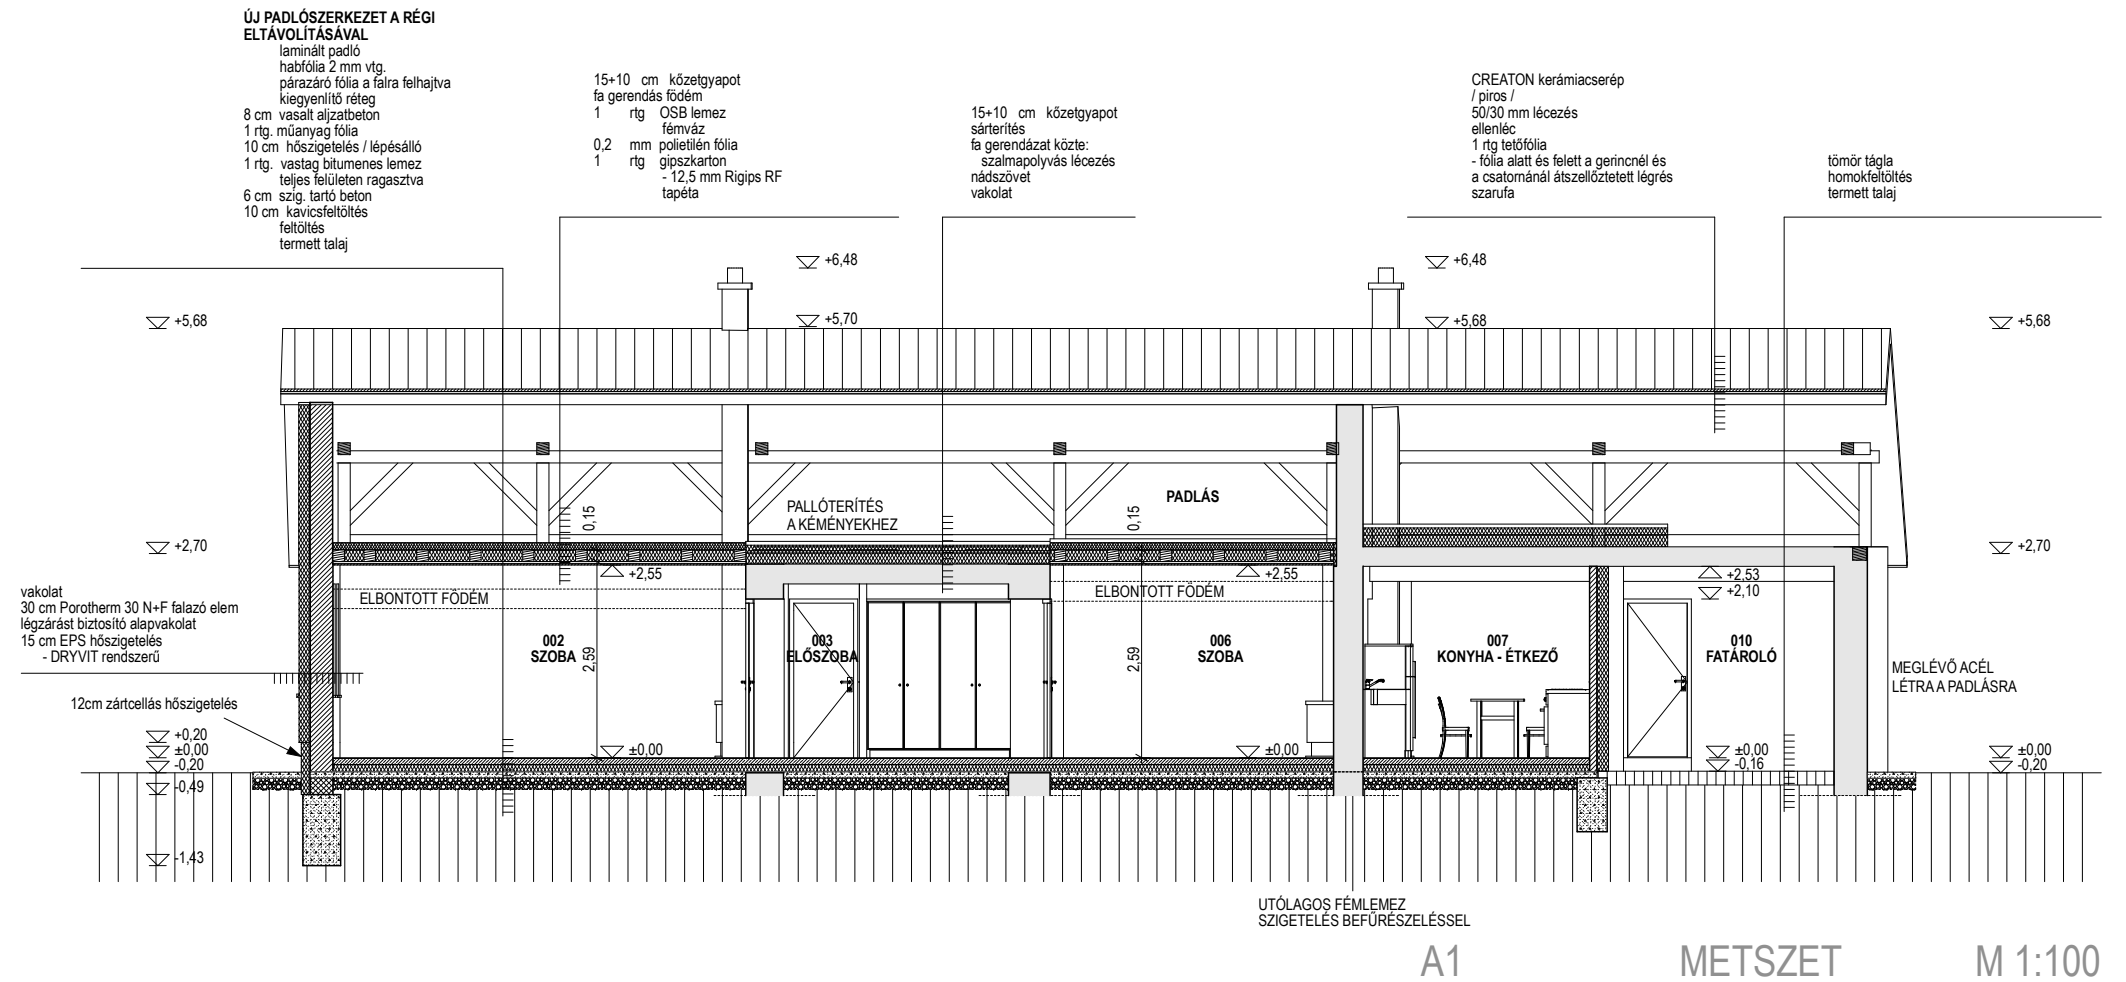 ÚJ PADLÓSZERKEZET A RÉGI
ELTÁVOLÍTÁSÁVAL
laminált padló
habfólia 2 mm vtg.
párazáró fólia a falra felhajtva
kiegyenlítő réteg
8 cm vasalt aljzatbeton
1 rtg. műanyag fólia
10 cm hőszigetelés / lépésálló
1 rtg. vastag bitumenes lemez
teljes felületen ragasztva
6 cm szig. tartó beton
10 cm kavicsfeltöltés
feltöltés
termett talaj
15+10 cm kőzetgyapot
fa gerendás födém
1 rtg OSB lemez
fémváz
0,2 mm polietilén fólia
1 rtg gipszkarton
- 12,5 mm Rigips RF
tapéta
15+10 cm kőzetgyapot
sárterítés
fa gerendázat közte:
szalmapolyvás lécezés
nádszövet
vakolat
CREATON kerámiacserép
/ piros /
50/30 mm lécezés
ellenléc
1 rtg tetőfólia
- fólia alatt és felett a gerincnél és
a csatornánál átszellőztetett légrés
szarufa
tömör tágla
homokfeltöltés
termett talaj
+6,48
+6,48
+5,68
+5,70
+5,68
+5,68
PADLÁS
PALLÓTERÍTÉS
A KÉMÉNYEKHEZ
0,15
0,15
+2,70
+2,70
+2,55
+2,55
+2,53
+2,10
ELBONTOTT FÖDÉM
ELBONTOTT FÖDÉM
vakolat
30 cm Porotherm 30 N+F falazó elem
légzárást biztosító alapvakolat
15 cm EPS hőszigetelés
- DRYVIT rendszerű
12cm zártcellás hőszigetelés
002
SZOBA
2,59
003
ELŐSZOBA
2,59
006
SZOBA
007
KONYHA - ÉTKEZŐ
010
FATÁROLÓ
MEGLÉVŐ ACÉL
LÉTRA A PADLÁSRA
+0,20
±0,00
-0,20
-0,49
-1,43
±0,00
±0,00
±0,00
-0,16
±0,00
-0,20
UTÓLAGOS FÉMLEMEZ
SZIGETELÉS BEFŰRÉSZELÉSSEL
A1 METSZET M 1:100